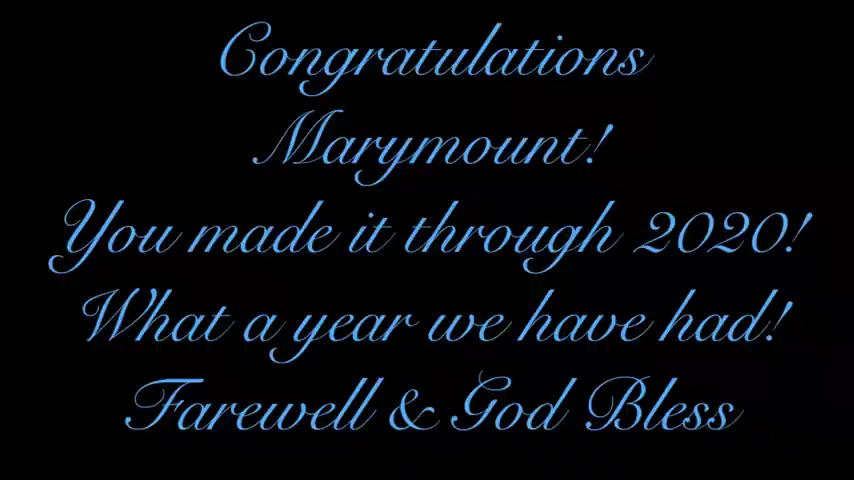 Congratulations
Marymount!
You made it through 2020!
What a year we have had!
Farewell & God Bless